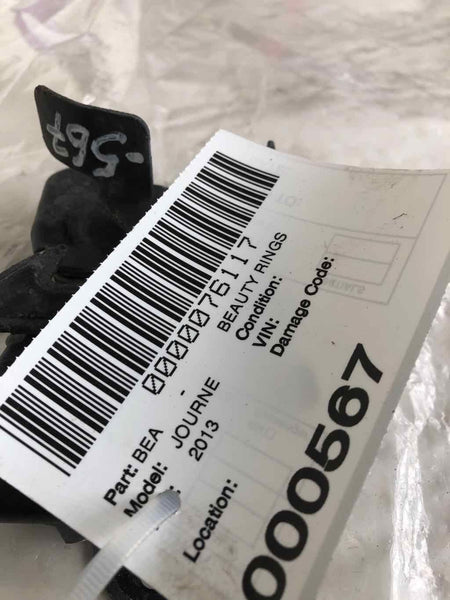 -567
0000076117
BEAUTY RINGS
Part: BEA -
Condition:
Model: JOURNE
VIN:
2013
Damage Code:
Location:
000567